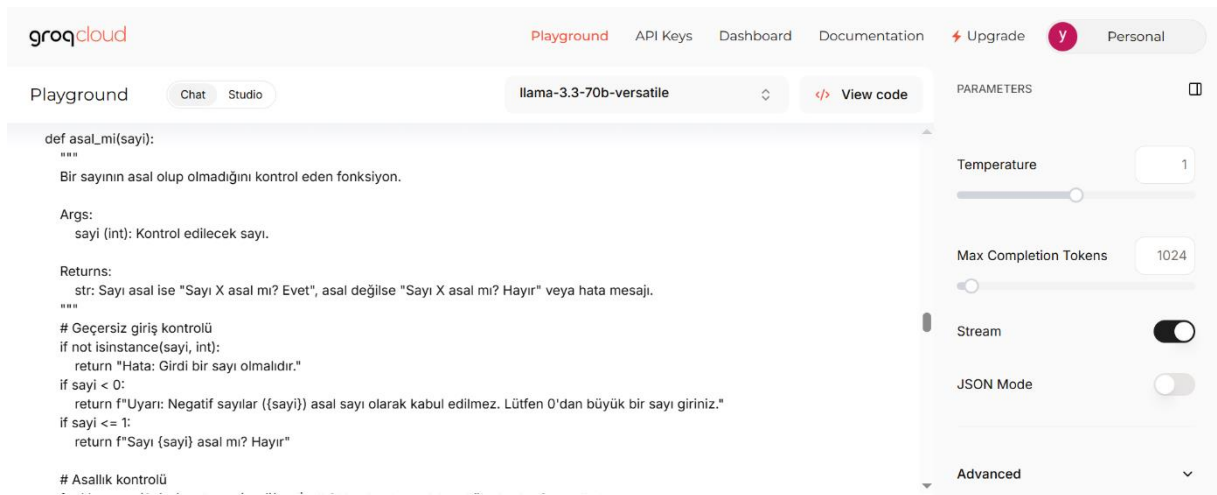 groqcloud
Playground API Keys Dashboard Documentation Upgrade y Personal
Playground Chat Studio llama-3.3-70b-versatile </> View code PARAMETERS
def asal_mi(sayi):
"""
Bir sayının asal olup olmadığını kontrol eden fonksiyon.
Args:
sayi (int): Kontrol edilecek sayı.
Returns:
str: Sayı asal ise "Sayı X asal mı? Evet", asal değilse "Sayı X asal mı? Hayır" veya hata mesajı.
"""
# Geçersiz giriş kontrolü
if not isinstance(sayi, int):
return "Hata: Girdi bir sayı olmalıdır."
if sayi < 0:
return f"Uyarı: Negatif sayılar ({sayi}) asal sayı olarak kabul edilmez. Lütfen 0'dan büyük bir sayı giriniz."
if sayi <= 1:
return f"Sayı {sayi} asal mı? Hayır"
# Asallık kontrolü
Temperature 1
Max Completion Tokens 1024
Stream
JSON Mode
Advanced